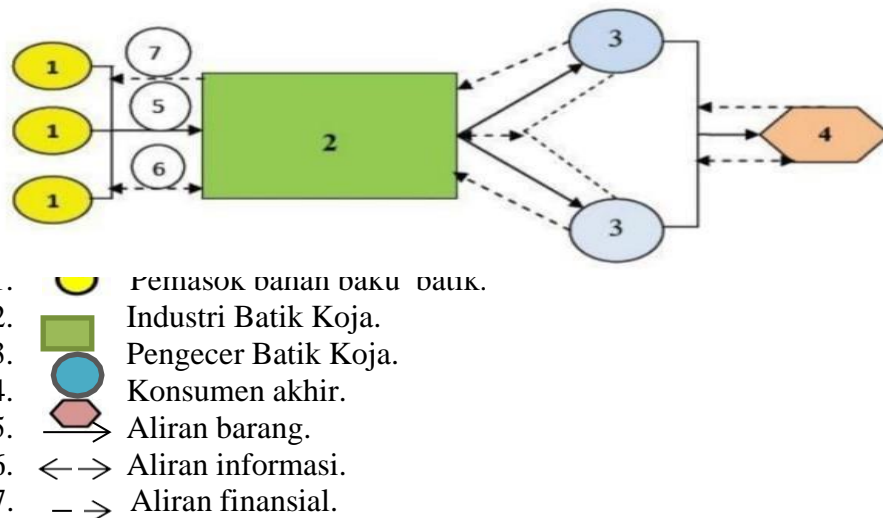 7
3
1
5
1
2
4
6
1
3
1. Pemasok bahan baku batik.
2. Industri Batik Koja.
3. Pengecer Batik Koja.
4. Konsumen akhir.
5. Aliran barang.
6. Aliran informasi.
7. Aliran finansial.